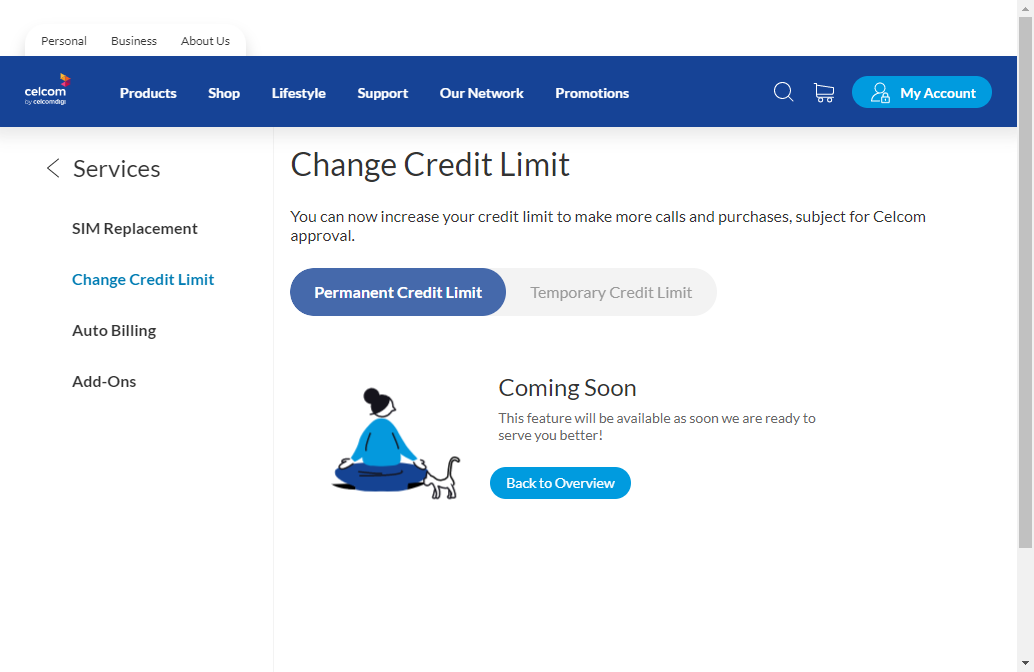 Personal
Business
About Us
celcom
by celcomdigi
Products
Shop
Lifestyle
Support
Our Network
Promotions
My Account
Services
SIM Replacement
Change Credit Limit
Auto Billing
Add-Ons
Change Credit Limit
You can now increase your credit limit to make more calls and purchases, subject for Celcom
approval.
Permanent Credit Limit
Temporary Credit Limit
Coming Soon
This feature will be available as soon we are ready to
serve you better!
Back to Overview